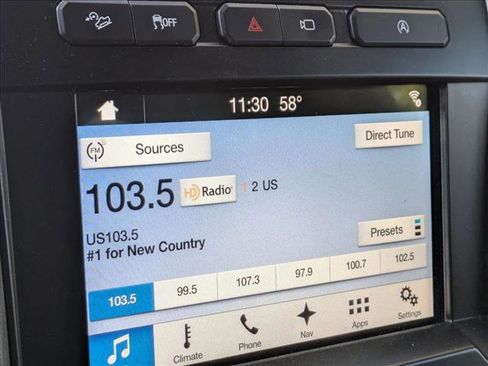 OFF
A
11:30 58°
FM
Sources
Direct Tune
103.5 HD Radio 1 2 US
US103.5
#1 for New Country
Presets
103.5 99.5 107.3 97.9 100.7 102.5
Climate Phone Nav Apps Settings